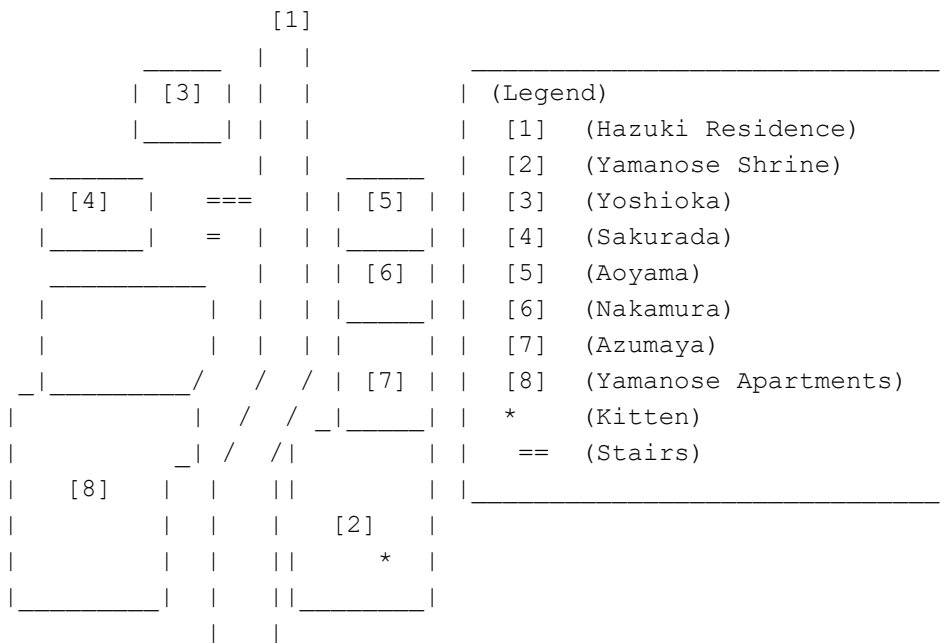 [1]
[3]
(Legend)
[1] (Hazuki Residence)
[2] (Yamanose Shrine)
[4] === [5]
[3] (Yoshioka)
= [4] (Sakurada)
[6] [5] (Aoyama)
[6] (Nakamura)
[7] (Azumaya)
[7] [8] (Yamanose Apartments)
* (Kitten)
== (Stairs)
[8]
[2]
*